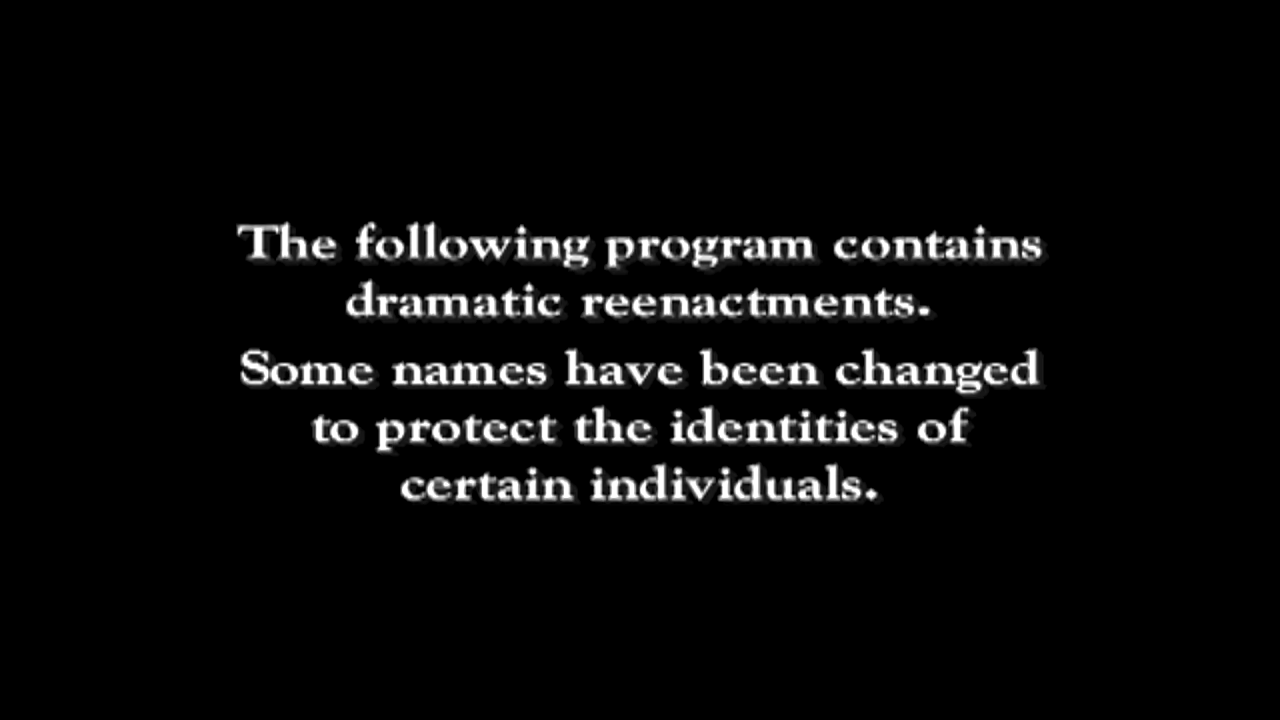 The following program contains
dramatic reenactments.
Some names have been changed
to protect the identities of
certain individuals.